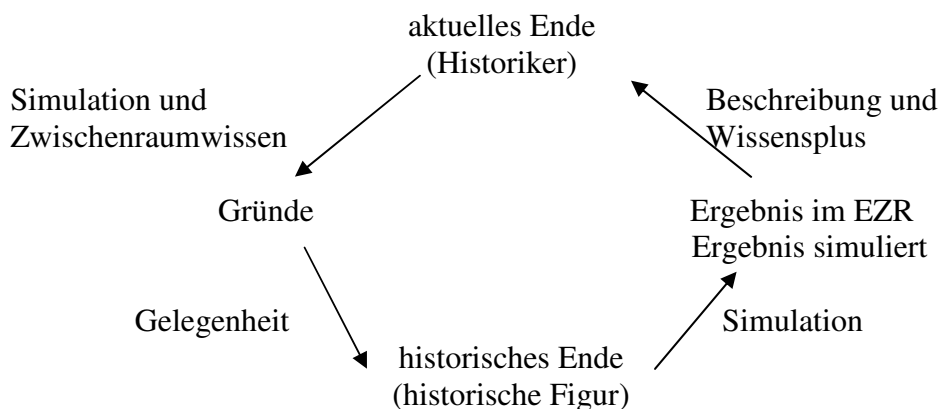 aktuelles Ende
(Historiker)
Simulation und
Zwischenraumwissen
Beschreibung und
Wissensplus
Gründe
Ergebnis im EZR
Ergebnis simuliert
Gelegenheit
Simulation
historisches Ende
(historische Figur)